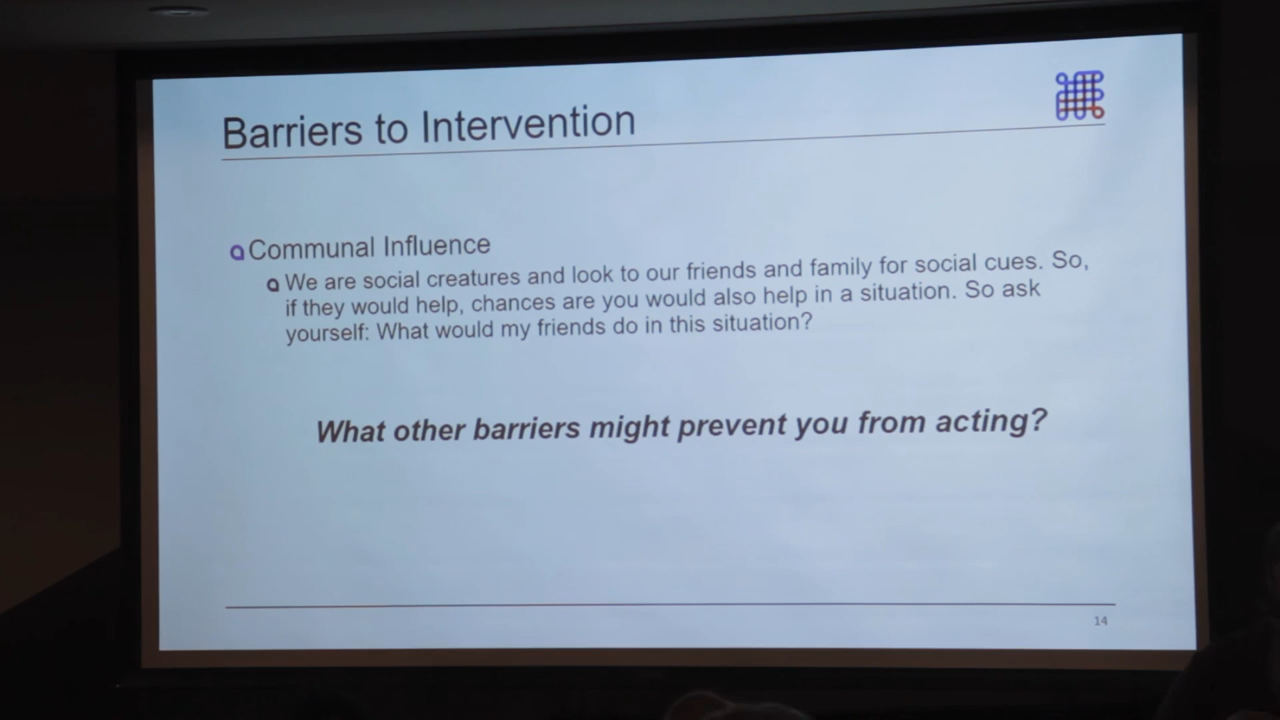 Barriers to Intervention
Communal Influence
We are social creatures and look to our friends and family for social cues. So,
if they would help, chances are you would also help in a situation. So ask
yourself: What would my friends do in this situation?
What other barriers might prevent you from acting?
14